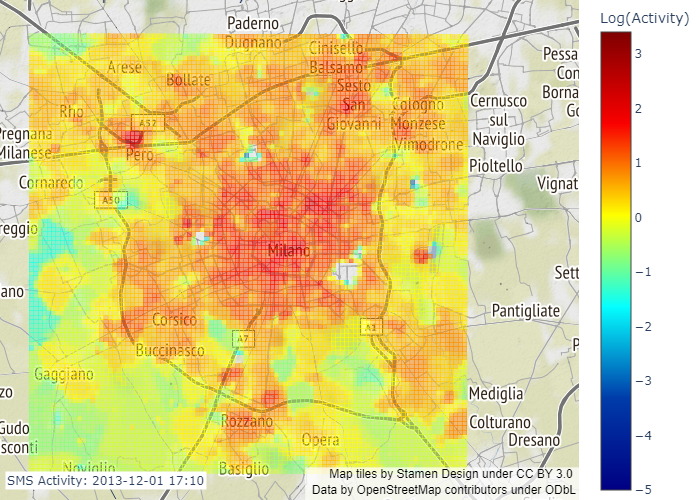 Log(Activity)
3
2
1
0
−1
−2
−3
−4
−5
Paderno
Dugnano
Cinisello
Balsamo
Arese
Bollate
Sesto
San
Giovanni
Rho
Cologno
Monzese
Vimodrone
Cernusco
sul
Naviglio
Pessa
Con
Borna
Go
A52
Pregnana
Milanese
Pero
Pioltello
Cornaredo
Vignat
A50
reggio
Milano
Sett
ano
Pantigliate
Corsico
A7
A1
Buccinasco
P
Gaggiano
zo
Mediglia
Rozzano
Colturano
Gudo
sconti
Opera
Dresano
Noviglio
Basiglio
SMS Activity: 2013-12-01 17:10
Map tiles by Stamen Design under CC BY 3.0
Data by OpenStreetMap contributors under ODbL